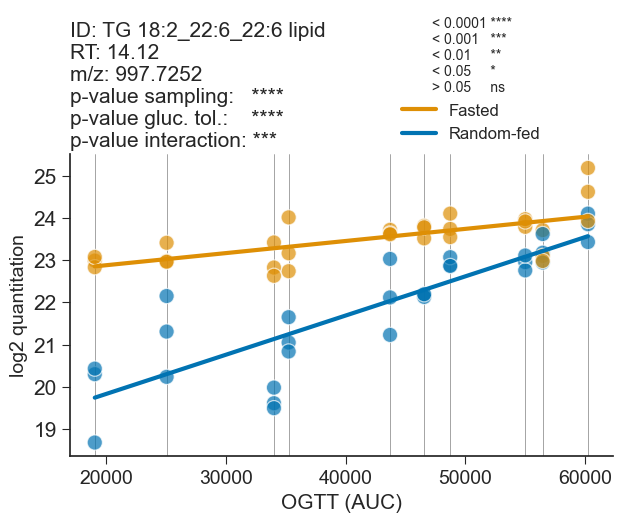 ID: TG 18:2_22:6_22:6 lipid
RT: 14.12
m/z: 997.7252
p-value sampling: ****
p-value gluc. tol.: ****
p-value interaction: ***
< 0.0001 ****
< 0.001 ***
< 0.01 **
< 0.05 *
> 0.05 ns
Fasted
Random-fed
25
24
23
22
21
20
19
log2 quantitation
20000 30000 40000 50000 60000
OGTT (AUC)